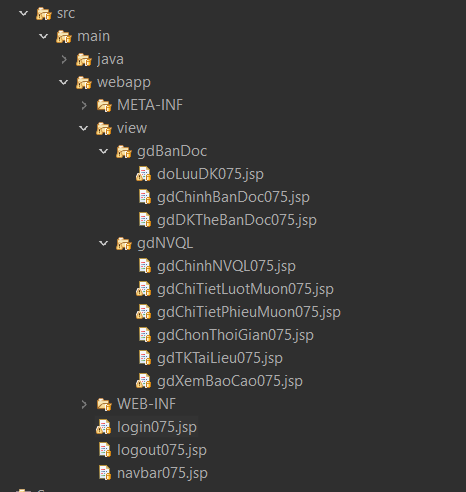 src
main
java
webapp
META-INF
view
gdBanDoc
doLuuDK075.jsp
gdChinhBanDoc075.jsp
gdDKTheBanDoc075.jsp
gdNVQL
gdChinhNVQL075.jsp
gdChiTietLuotMuon075.jsp
gdChiTietPhieuMuon075.jsp
gdChonThoiGian075.jsp
gdTKTaiLieu075.jsp
gdXemBaoCao075.jsp
WEB-INF
login075.jsp
logout075.jsp
navbar075.jsp